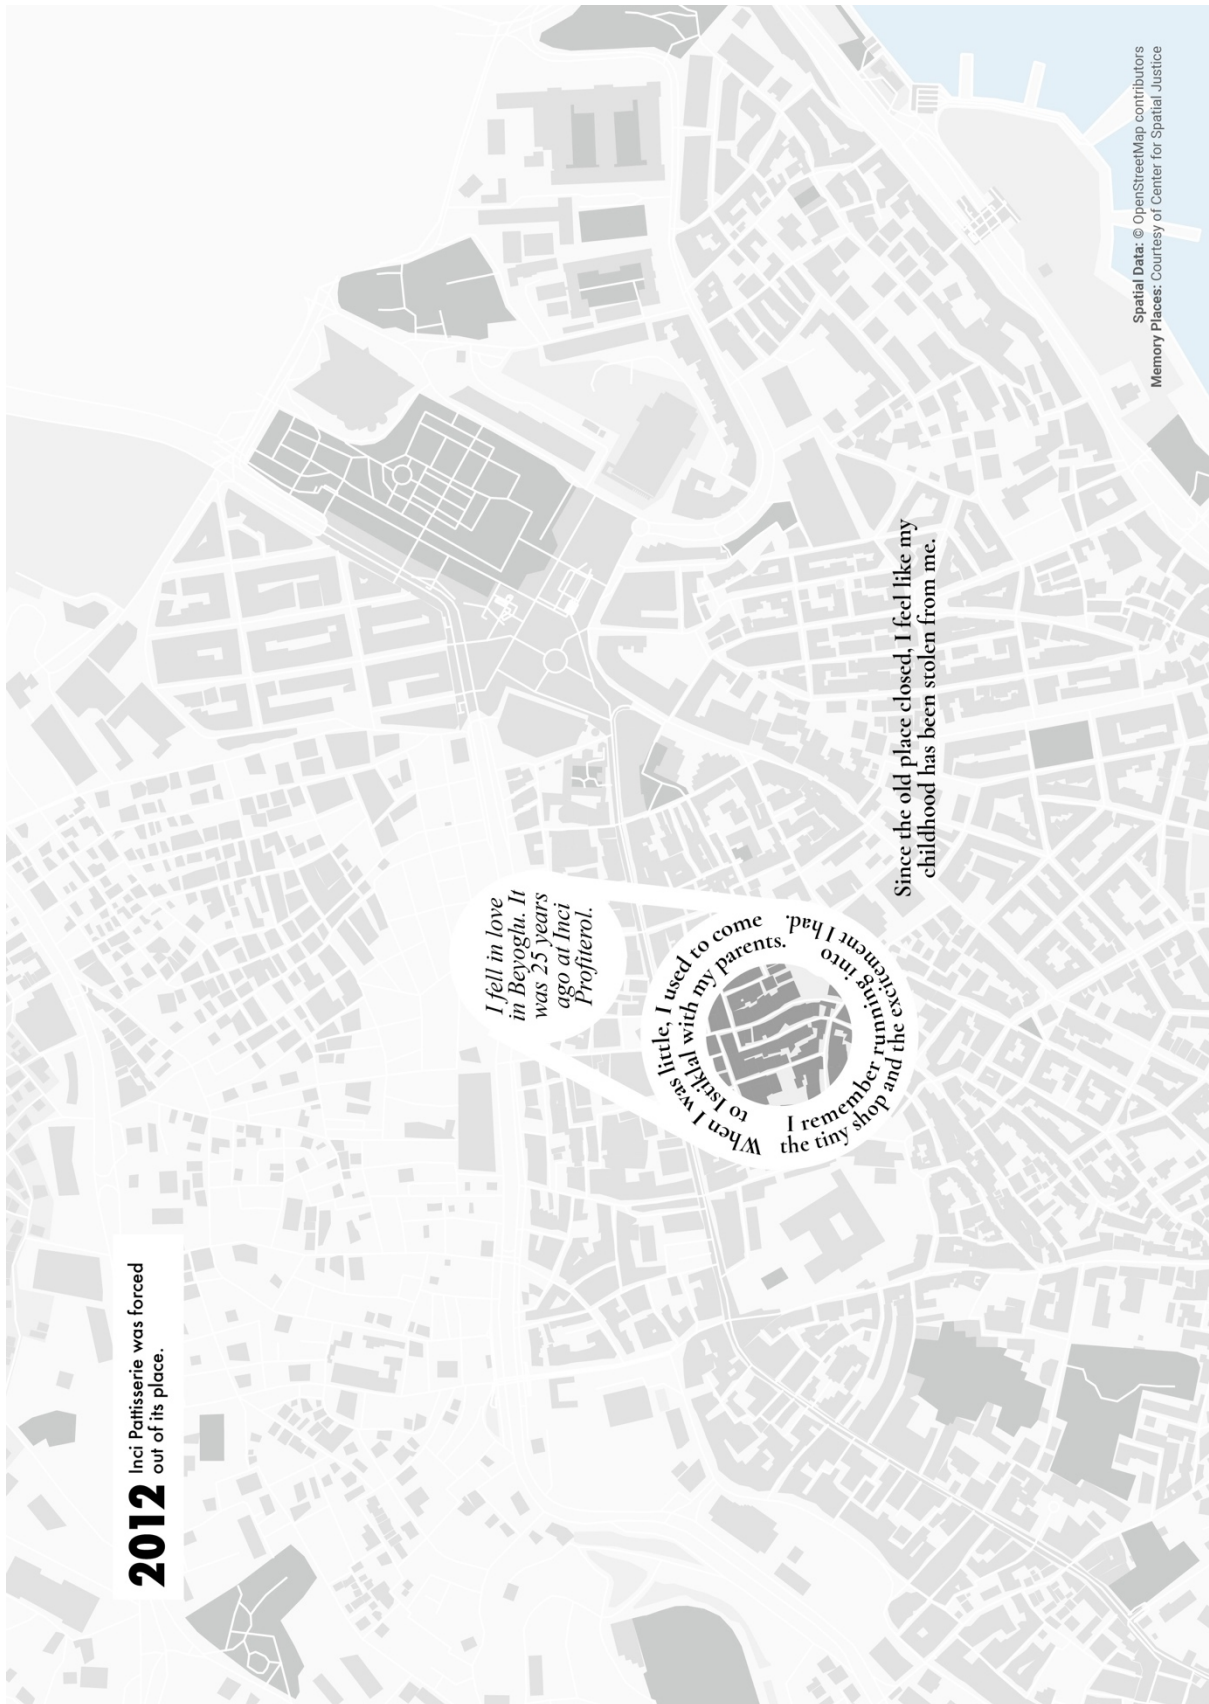 2012 Inci Pattisserie was forced
out of its place.
I fell in love
in Beyoglu. It
was 25 years
ago at Inci
Profiterol.
When I was little, I used to come
to Istiklal with my parents.
I remember running into
the tiny shop and the excitement I had.
Since the old place closed, I feel like my
childhood has been stolen from me.
Spatial Data: © OpenStreetMap contributors
Memory Places: Courtesy of Center for Spatial Justice